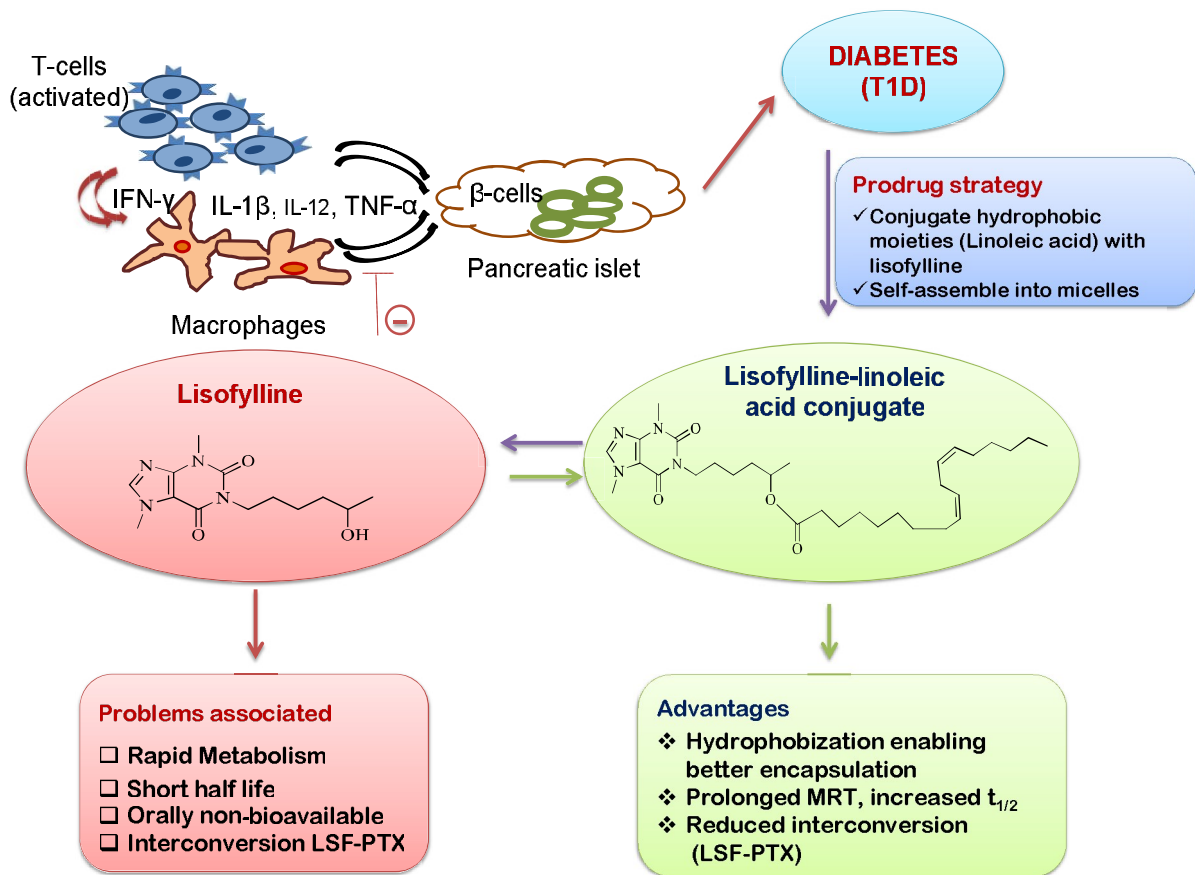 T-cells
(activated)
IFN-γ
IL-1β, IL-12, TNF-α
Macrophages
β-cells
Pancreatic islet
DIABETES
(T1D)
Prodrug strategy
✓Conjugate hydrophobic
moieties (Linoleic acid) with
lisofylline
✓Self-assemble into micelles
−
Lisofylline
N
N
N
N
O
O
OH
Lisofylline-linoleic
acid conjugate
N
N
N
N
O
O
O
O
Problems associated
❑ Rapid Metabolism
❑ Short half life
❑ Orally non-bioavailable
❑ Interconversion LSF-PTX
Advantages
❖ Hydrophobization enabling
better encapsulation
❖ Prolonged MRT, increased t1/2
❖ Reduced interconversion
(LSF-PTX)